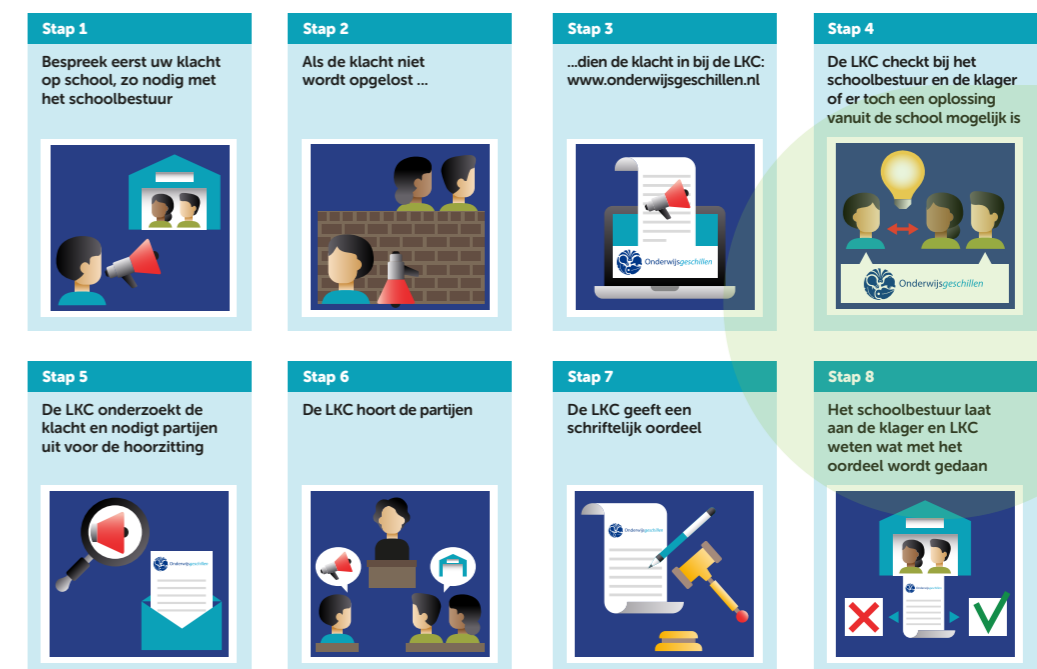 Stap 1
Bespreek eerst uw klacht
op school, zo nodig met
het schoolbestuur
Stap 2
Als de klacht niet
wordt opgelost ...
Stap 3
...dien de klacht in bij de LKC:
www.onderwijsgeschillen.nl
Onderwijsgeschillen
Stap 4
De LKC checkt bij het
schoolbestuur en de klager
of er toch een oplossing
vanuit de school mogelijk is
Onderwijsgeschillen
Stap 5
De LKC onderzoekt de
klacht en nodigt partijen
uit voor de hoorzitting
Onderwijsgeschillen
Stap 6
De LKC hoort de partijen
Stap 7
De LKC geeft een
schriftelijk oordeel
Onderwijsgeschillen
Stap 8
Het schoolbestuur laat
aan de klager en LKC
weten wat met het
oordeel wordt gedaan
Onderwijsgeschillen